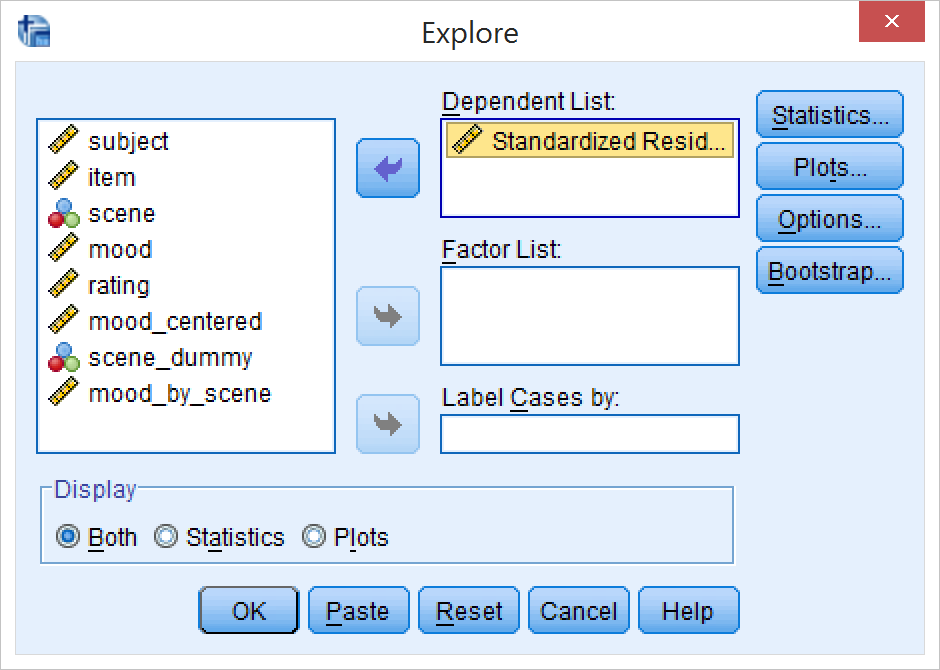 Explore
subject
item
scene
mood
rating
mood_centered
scene_dummy
mood_by_scene
Dependent List:
Standardized Resid...
Factor List:
Label Cases by:
Statistics...
Plots...
Options...
Bootstrap...
Display
Both Statistics Plots
OK Paste Reset Cancel Help